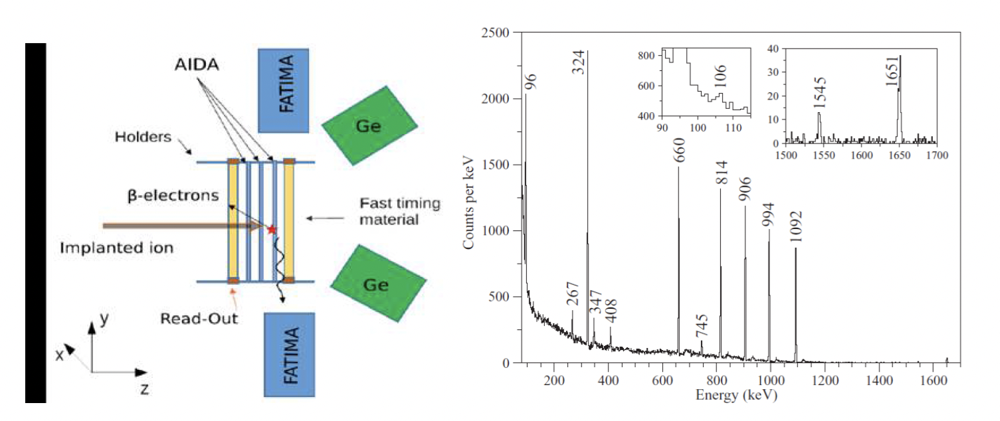 AIDA
FATIMA
Ge
Holders
β-electrons
Fast timing
material
Implanted ion
Ge
Read-Out
FATIMA
y
x
z
2500
2000
1500
1000
500
0
Counts per keV
200
400
600
800
1000
1200
1400
1600
Energy (keV)
96
324
267
347
408
660
745
814
906
994
1092
800
600
400
106
90
100
110
40
30
20
10
0
1545
1651
1500
1550
1600
1650
1700